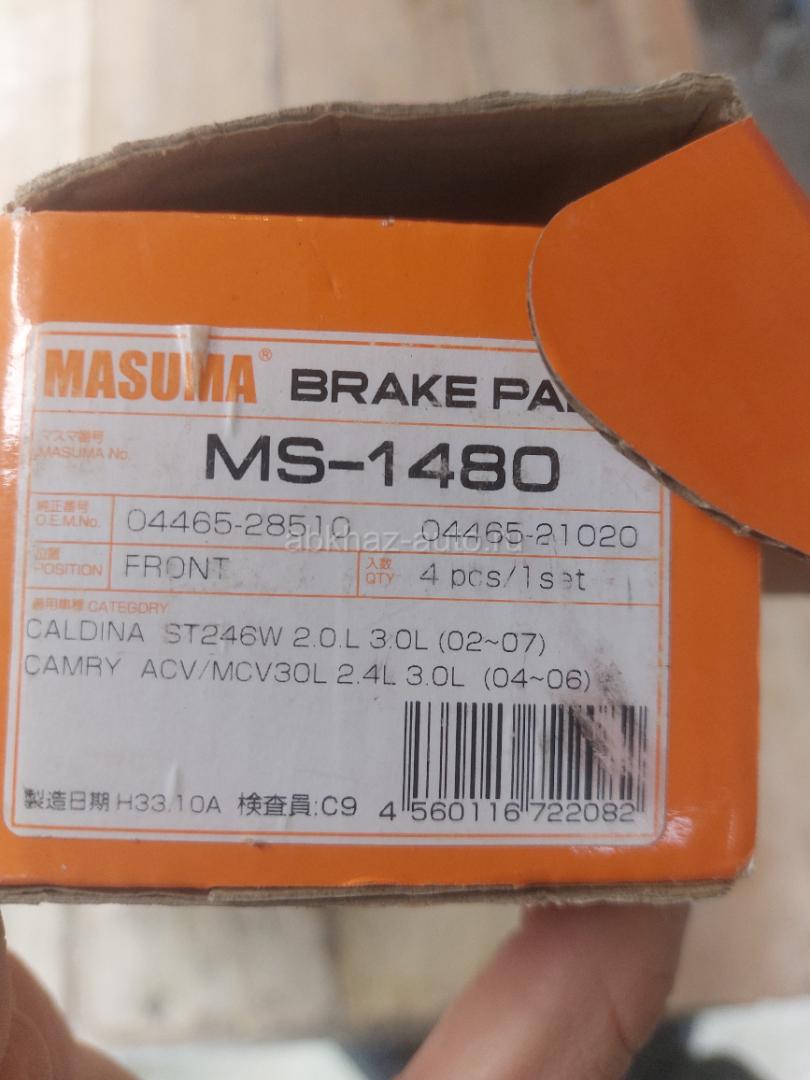 MASUMA® BRAKE PA
マスマ番号
MASUMA No. MS-1480
純正番号
O.E.M.No. 04465-28510 04465-21020
abkhaz-auto.ru
位置
POSITION FRONT 入数 QTY 4 pcs/1set
適用車種 CATEGORY
CALDINA ST246W 2.0.L 3.0L (02~07)
CAMRY ACV/MCV30L 2.4L 3.0L (04~06)
製造日期 H33.10A 検査員:C9 4 560116 722082